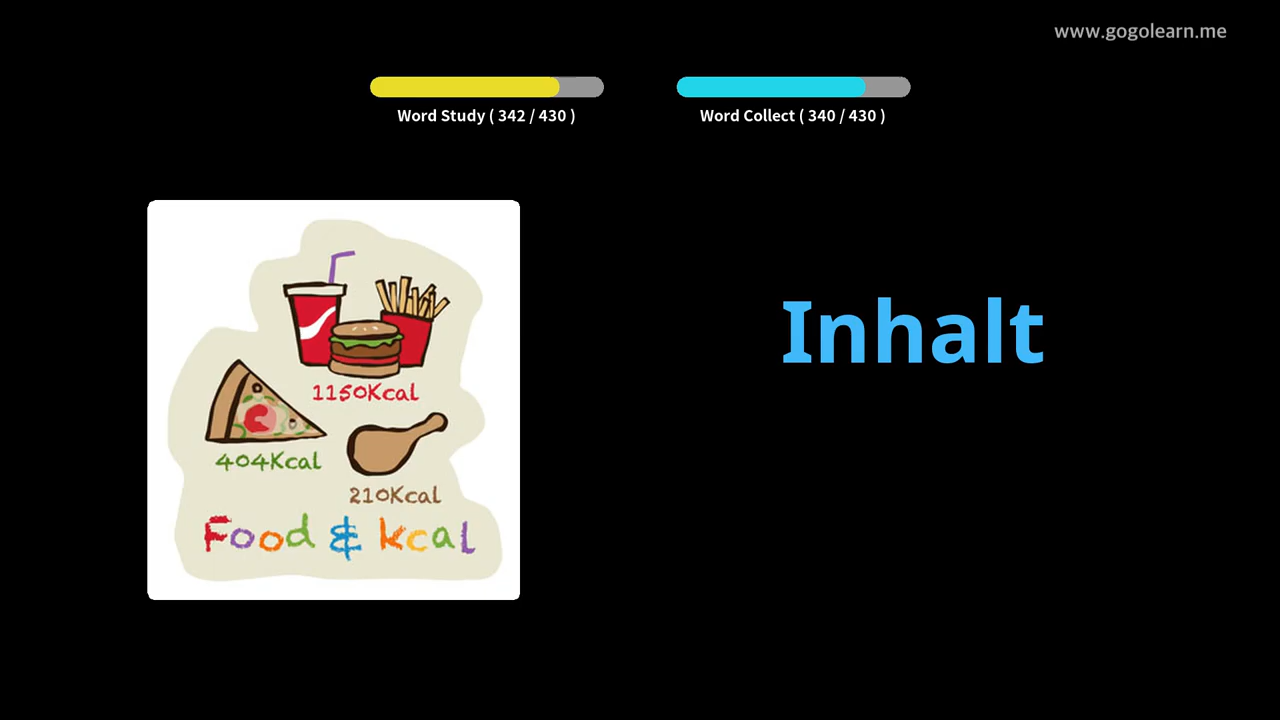 www.gogolearn.me
Word Study ( 342 / 430 )
Word Collect ( 340 / 430 )
1150Kcal
404Kcal
210Kcal
Food & kcal
Inhalt